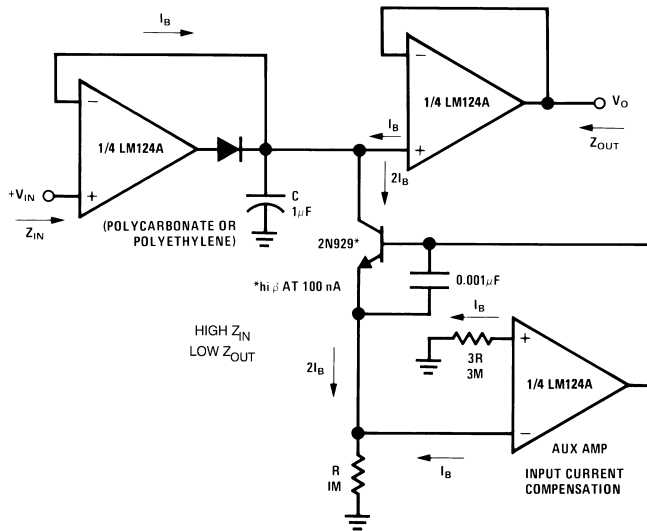 I_B
−
1/4 LM124A
+V_IN
+
Z_IN
(POLYCARBONATE OR
POLYETHYLENE)
C
1μF
−
1/4 LM124A
+
I_B
V_O
Z_OUT
2I_B
2N929*
*hi β AT 100 nA
0.001μF
HIGH Z_IN
LOW Z_OUT
2I_B
I_B
3R
3M
+
1/4 LM124A
−
AUX AMP
INPUT CURRENT
COMPENSATION
I_B
R
1M